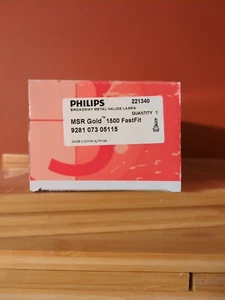 PHILIPS 221340
BROADWAY METAL HALIDE LAMPS
QUANTITY 1
MSR Gold™ 1500 FastFit
9281 073 05115